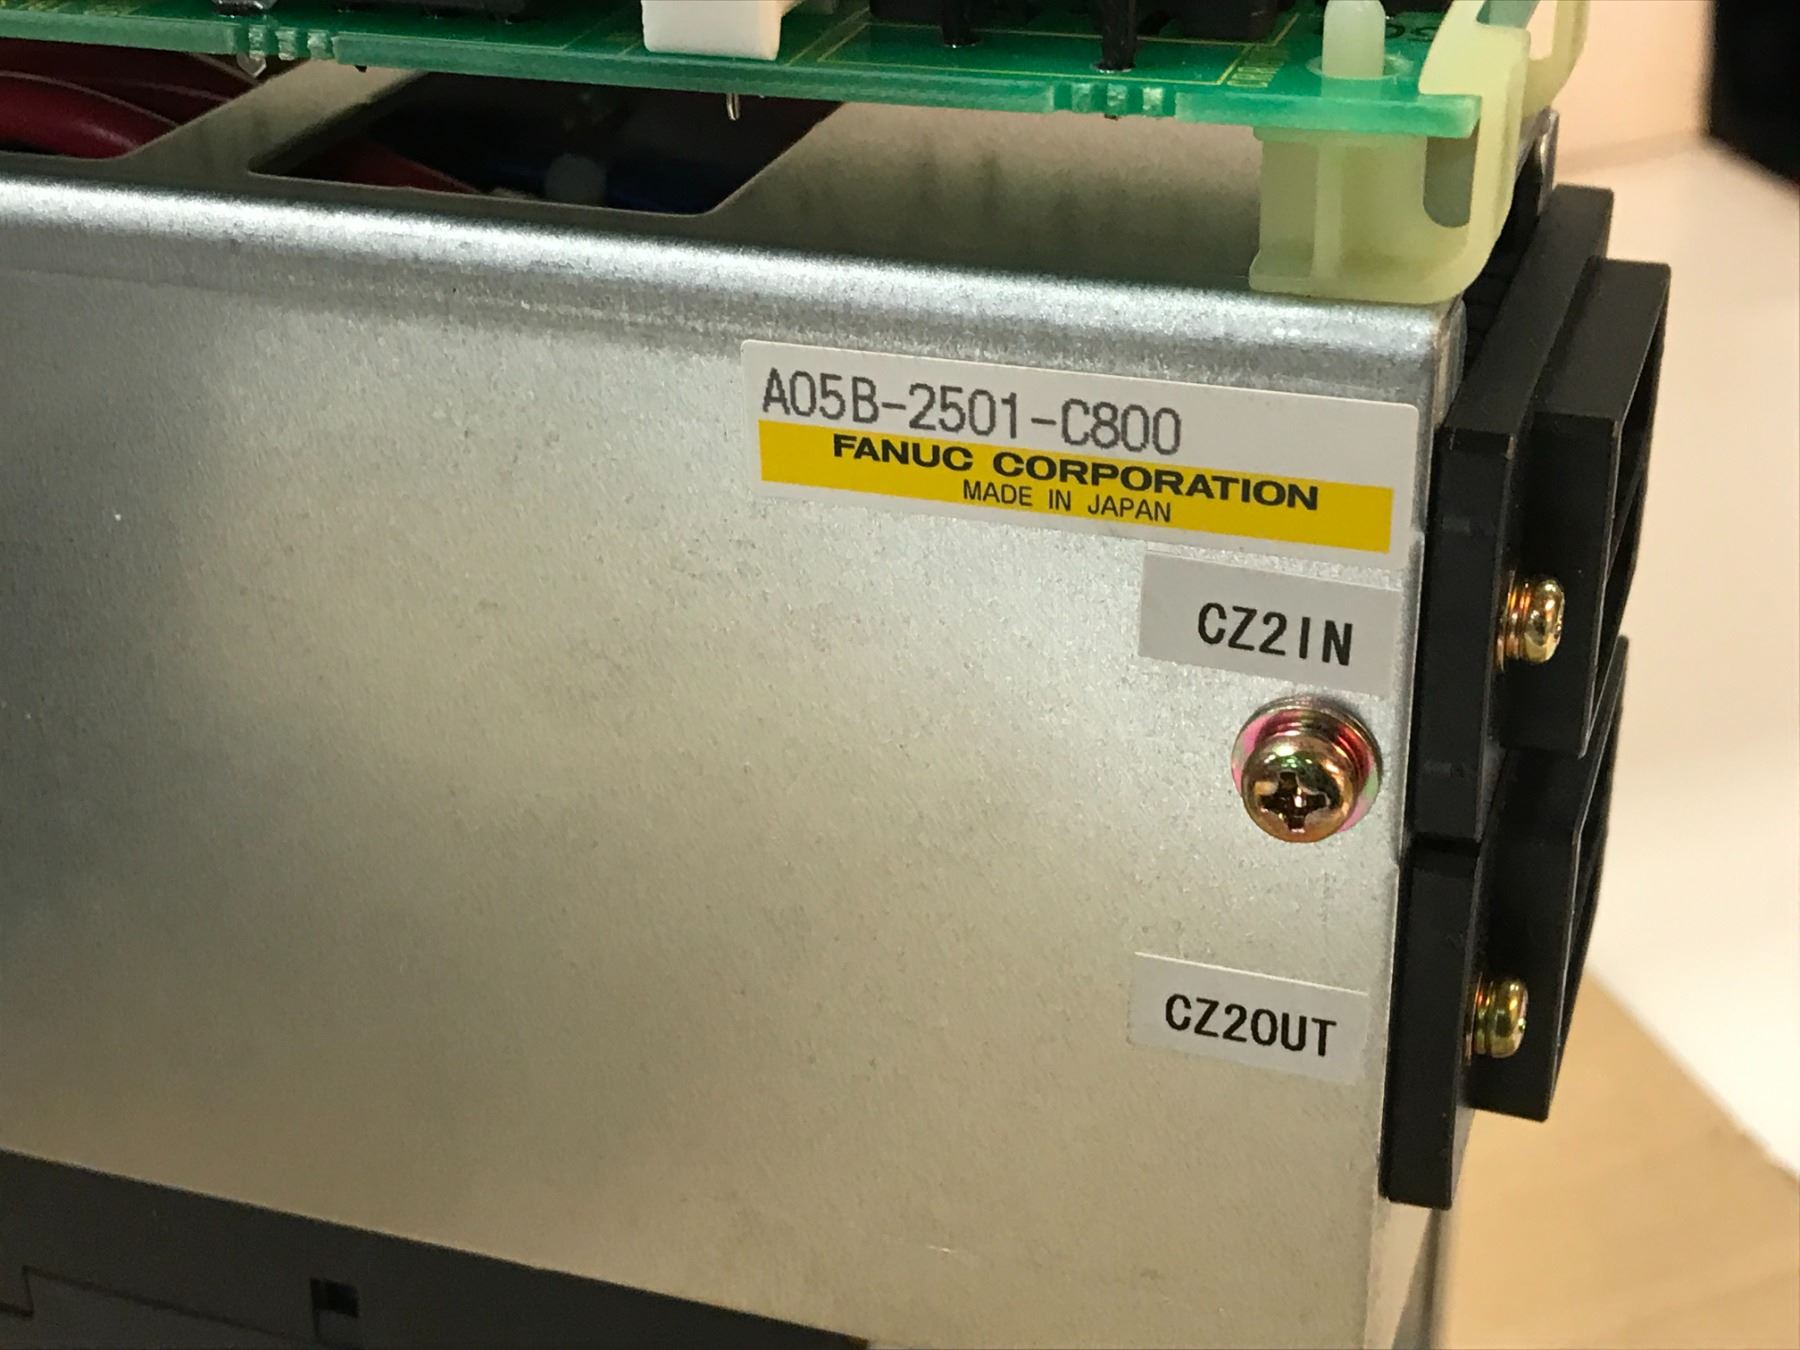 A05B-2501-C800
FANUC CORPORATION
MADE IN JAPAN
CZ2IN
CZ2OUT